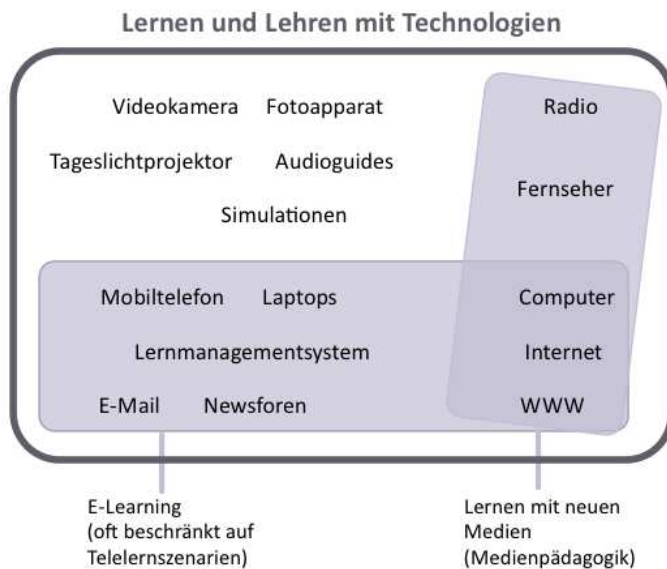 Lernen und Lehren mit Technologien
Videokamera Fotoapparat Radio
Tageslichtprojektor Audioguides
Fernseher
Simulationen
Mobiltelefon Laptops Computer
Lernmanagementsystem Internet
E-Mail Newsforen WWW
E-Learning
(oft beschränkt auf
Telelernszenarien)
Lernen mit neuen
Medien
(Medienpädagogik)